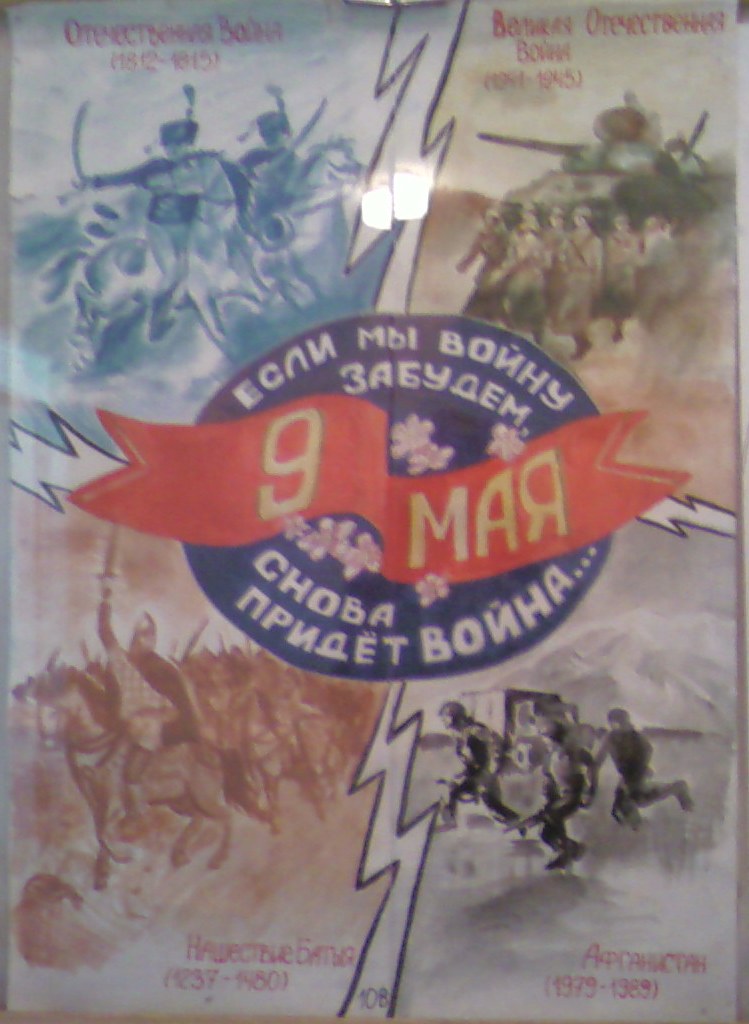 Отечественная Война
(1812-1815)
Великая Отечественная
Война
(1941-1945)
ЕСЛИ МЫ ВОЙНУ
ЗАБУДЕМ,
9 МАЯ
СНОВА
ПРИДЁТ ВОЙНА...
Нашествие Батыя
(1237-1480)
Афганистан
(1979-1989)
10В